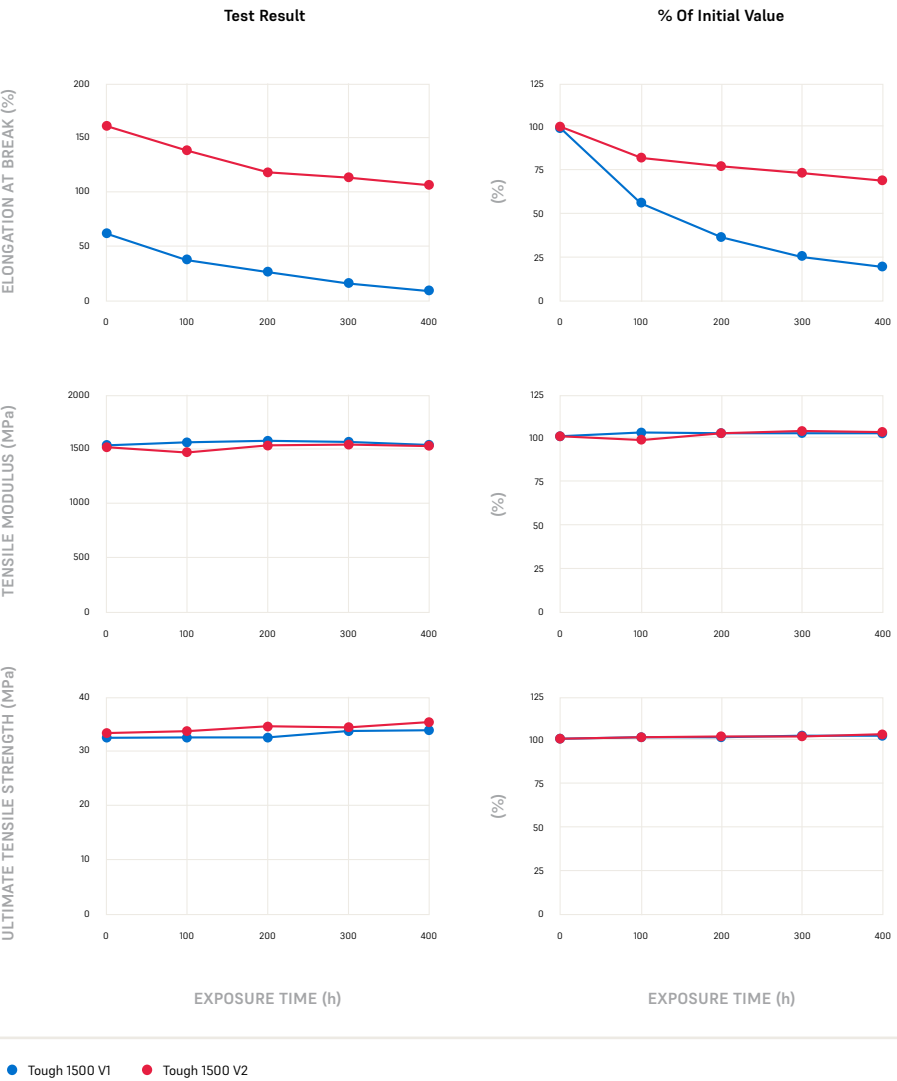 Test Result
% Of Initial Value
ELONGATION AT BREAK (%)
200
150
100
50
0
0 100 200 300 400
(%)
125
100
75
50
25
0
0 100 200 300 400
TENSILE MODULUS (MPa)
2000
1500
1000
500
0
0 100 200 300 400
(%)
125
100
75
50
25
0
0 100 200 300 400
ULTIMATE TENSILE STRENGTH (MPa)
40
30
20
10
0
0 100 200 300 400
(%)
125
100
75
50
25
0
0 100 200 300 400
EXPOSURE TIME (h)
EXPOSURE TIME (h)
Tough 1500 V1
Tough 1500 V2